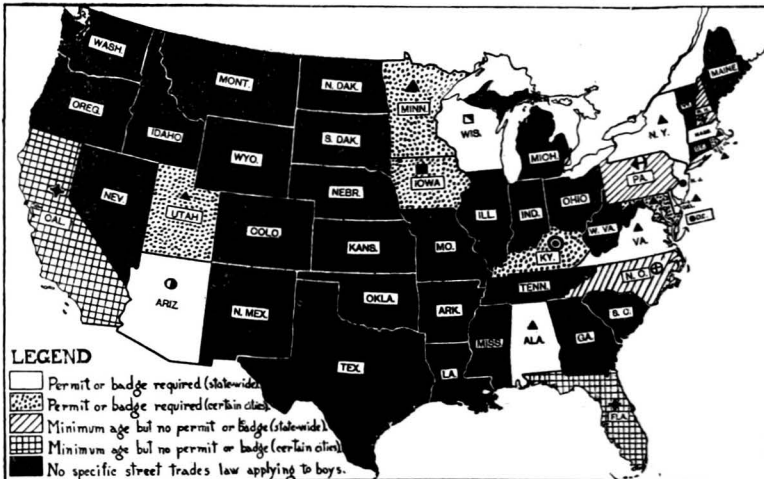 WASH.
MONT.
N. DAK.
MINN.
MAINE
OREG.
IDAHO
WYO.
S. DAK.
WIS.
MICH.
N.Y.
MASS.
NEV.
UTAH
COLO.
NEBR.
IOWA
ILL.
IND.
OHIO
PA.
CAL.
KANS.
MO.
KY.
W. VA.
VA.
ARIZ
N. MEX.
OKLA.
ARK.
TENN.
N. C.
S. C.
TEX.
LA.
MISS.
ALA.
GA.
FLA.
LEGEND
Permit or badge required (state-wide).
Permit or badge required (certain cities).
Minimum age but no permit or badge (state-wide).
Minimum age but no permit or badge (certain cities).
No specific street trades law applying to boys.